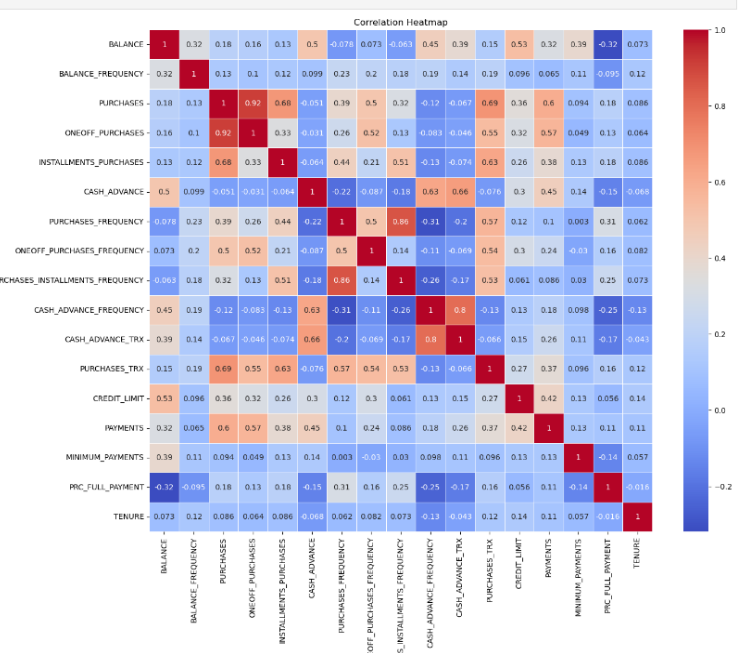 Correlation Heatmap
BALANCE 1 0.32 0.18 0.16 0.13 0.5 -0.078 0.073 -0.063 0.45 0.39 0.15 0.53 0.32 0.39 -0.32 0.073
BALANCE_FREQUENCY 0.32 1 0.13 0.1 0.12 0.099 0.23 0.2 0.18 0.19 0.14 0.19 0.096 0.065 0.11 -0.095 0.12
PURCHASES 0.18 0.13 1 0.92 0.68 -0.051 0.39 0.5 0.32 -0.12 -0.067 0.69 0.36 0.6 0.094 0.18 0.086
ONEOFF_PURCHASES 0.16 0.1 0.92 1 0.33 -0.031 0.26 0.52 0.13 -0.083 -0.046 0.55 0.32 0.57 0.049 0.13 0.064
INSTALLMENTS_PURCHASES 0.13 0.12 0.68 0.33 1 -0.064 0.44 0.21 0.51 -0.13 -0.074 0.63 0.26 0.38 0.13 0.18 0.086
CASH_ADVANCE 0.5 0.099 -0.051 -0.031 -0.064 1 -0.22 -0.087 -0.18 0.63 0.66 -0.076 0.3 0.45 0.14 -0.15 -0.068
PURCHASES_FREQUENCY -0.078 0.23 0.39 0.26 0.44 -0.22 1 0.5 0.86 -0.31 -0.2 0.57 0.12 0.1 0.003 0.31 0.062
ONEOFF_PURCHASES_FREQUENCY 0.073 0.2 0.5 0.52 0.21 -0.087 0.5 1 0.14 -0.11 -0.069 0.54 0.3 0.24 -0.03 0.16 0.082
RCHASES_INSTALLMENTS_FREQUENCY -0.063 0.18 0.32 0.13 0.51 -0.18 0.86 0.14 1 -0.26 -0.17 0.53 0.061 0.086 0.03 0.25 0.073
CASH_ADVANCE_FREQUENCY 0.45 0.19 -0.12 -0.083 -0.13 0.63 -0.31 -0.11 -0.26 1 0.8 -0.13 0.13 0.18 0.098 -0.25 -0.13
CASH_ADVANCE_TRX 0.39 0.14 -0.067 -0.046 -0.074 0.66 -0.2 -0.069 -0.17 0.8 1 -0.066 0.15 0.26 0.11 -0.17 -0.043
PURCHASES_TRX 0.15 0.19 0.69 0.55 0.63 -0.076 0.57 0.54 0.53 -0.13 -0.066 1 0.27 0.37 0.096 0.16 0.12
CREDIT_LIMIT 0.53 0.096 0.36 0.32 0.26 0.3 0.12 0.3 0.061 0.13 0.15 0.27 1 0.42 0.13 0.056 0.14
PAYMENTS 0.32 0.065 0.6 0.57 0.38 0.45 0.1 0.24 0.086 0.18 0.26 0.37 0.42 1 0.13 0.11 0.11
MINIMUM_PAYMENTS 0.39 0.11 0.094 0.049 0.13 0.14 0.003 -0.03 0.03 0.098 0.11 0.096 0.13 0.13 1 -0.14 0.057
PRC_FULL_PAYMENT -0.32 -0.095 0.18 0.13 0.18 -0.15 0.31 0.16 0.25 -0.25 -0.17 0.16 0.056 0.11 -0.14 1 -0.016
TENURE 0.073 0.12 0.086 0.064 0.086 -0.068 0.062 0.082 0.073 -0.13 -0.043 0.12 0.14 0.11 0.057 -0.016 1
BALANCE
BALANCE_FREQUENCY
PURCHASES
ONEOFF_PURCHASES
INSTALLMENTS_PURCHASES
CASH_ADVANCE
PURCHASES_FREQUENCY
OFF_PURCHASES_FREQUENCY
S_INSTALLMENTS_FREQUENCY
CASH_ADVANCE_FREQUENCY
CASH_ADVANCE_TRX
PURCHASES_TRX
CREDIT_LIMIT
PAYMENTS
MINIMUM_PAYMENTS
PRC_FULL_PAYMENT
TENURE
1.0
0.8
0.6
0.4
0.2
0.0
-0.2